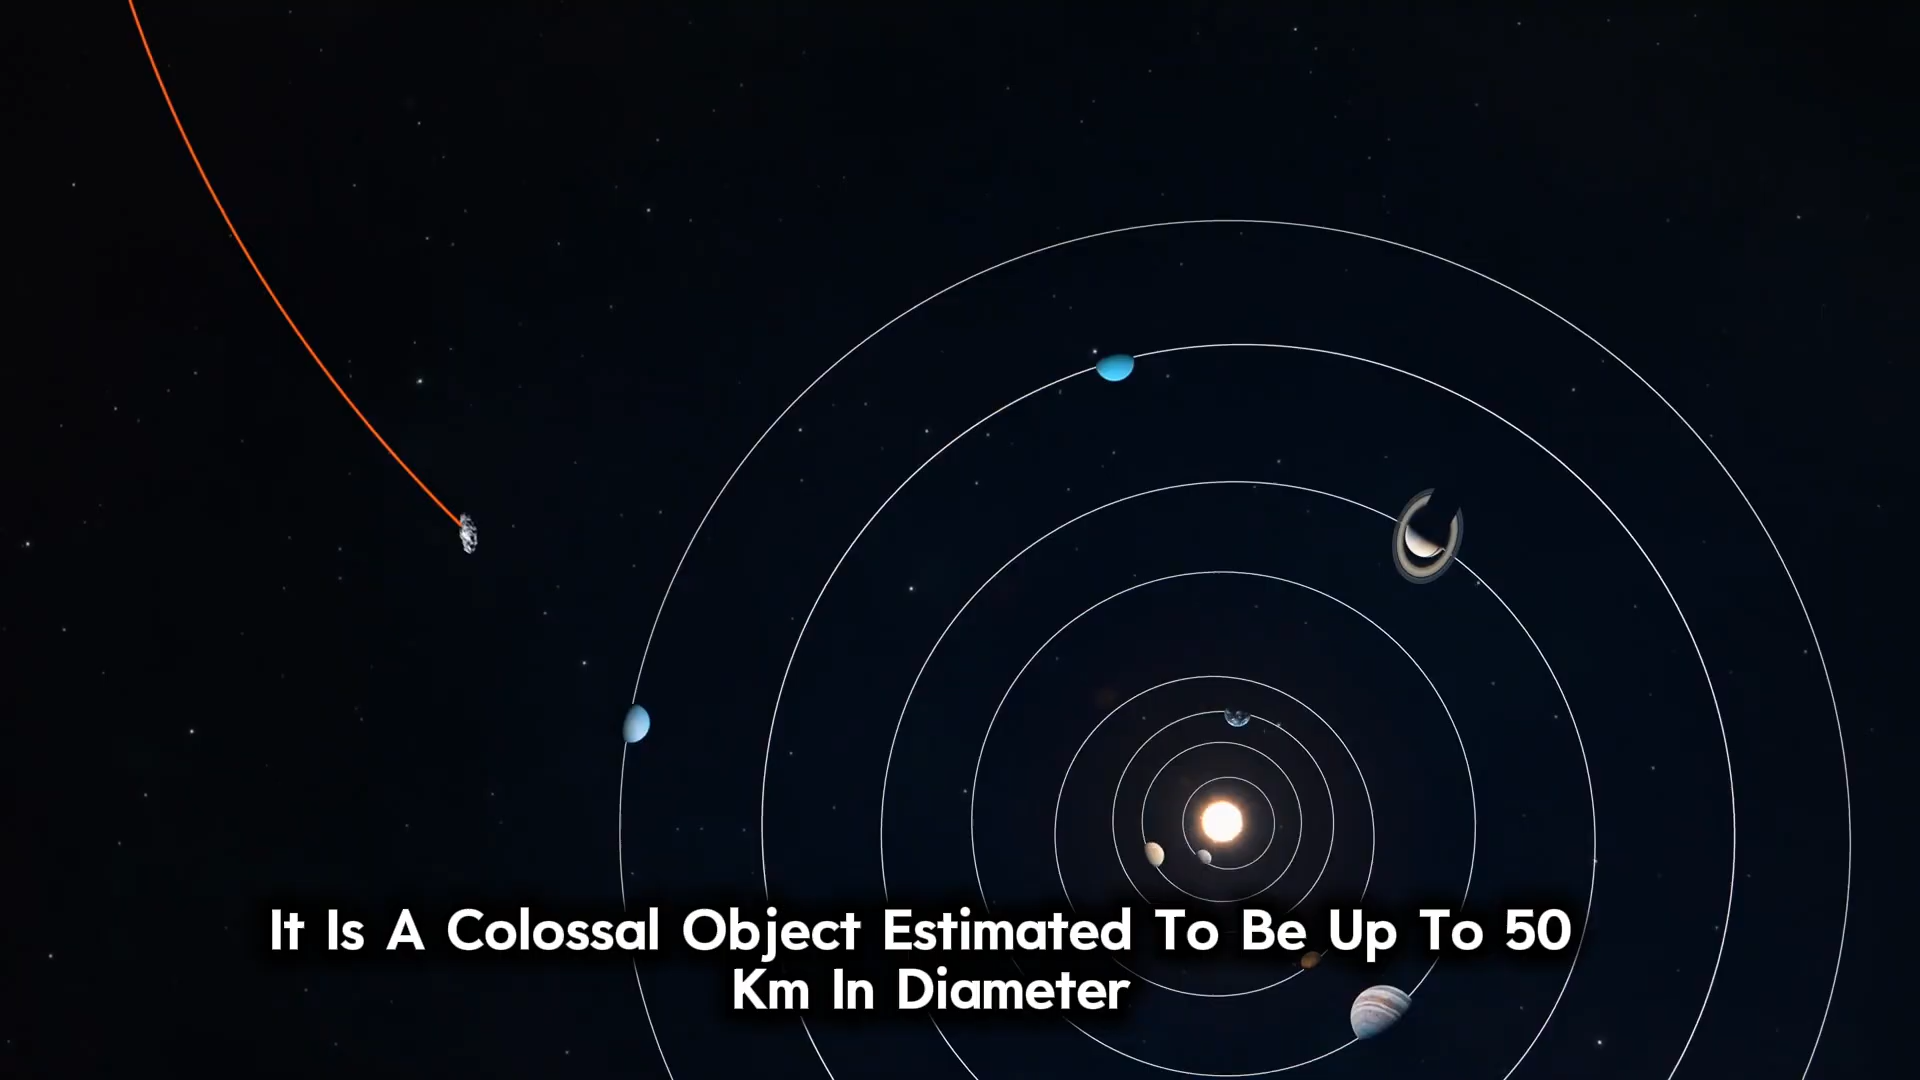 It Is A Colossal Object Estimated To Be Up To 50
Km In Diameter